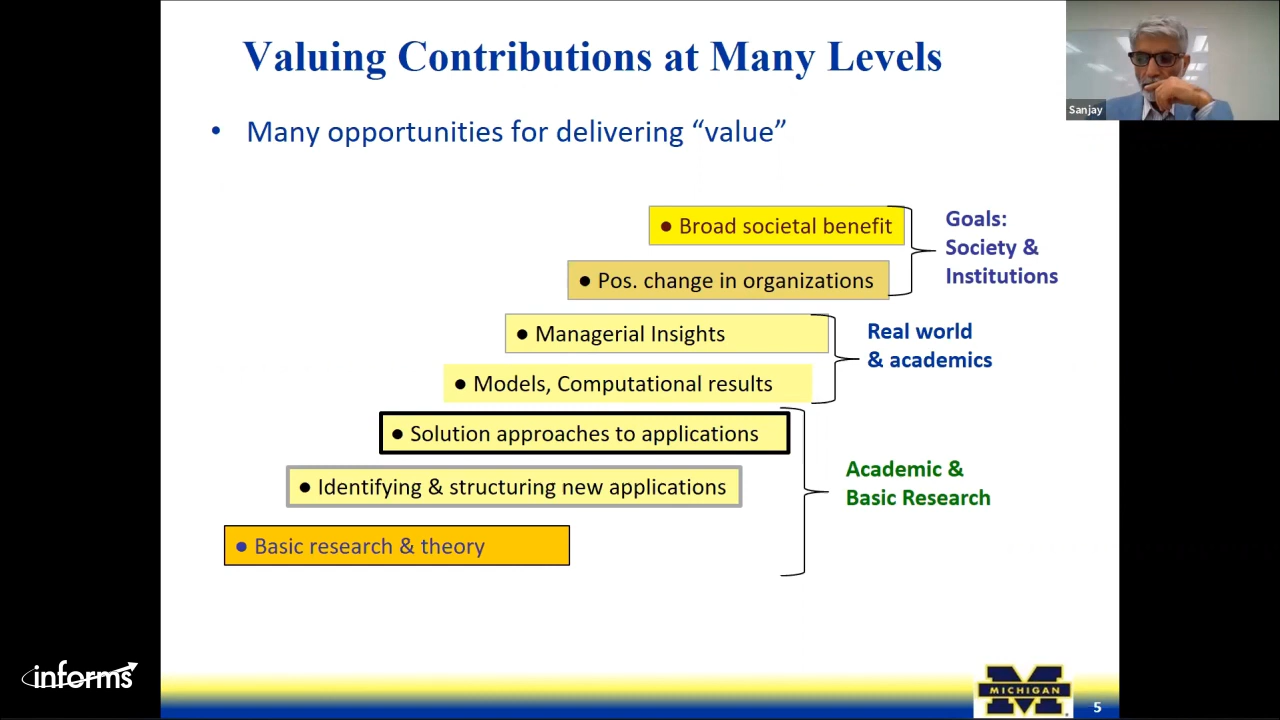 Valuing Contributions at Many Levels
Sanjay
• Many opportunities for delivering “value”
● Broad societal benefit
● Pos. change in organizations
Goals:
Society &
Institutions
● Managerial Insights
● Models, Computational results
Real world
& academics
● Solution approaches to applications
● Identifying & structuring new applications
● Basic research & theory
Academic &
Basic Research
informs
MICHIGAN
5